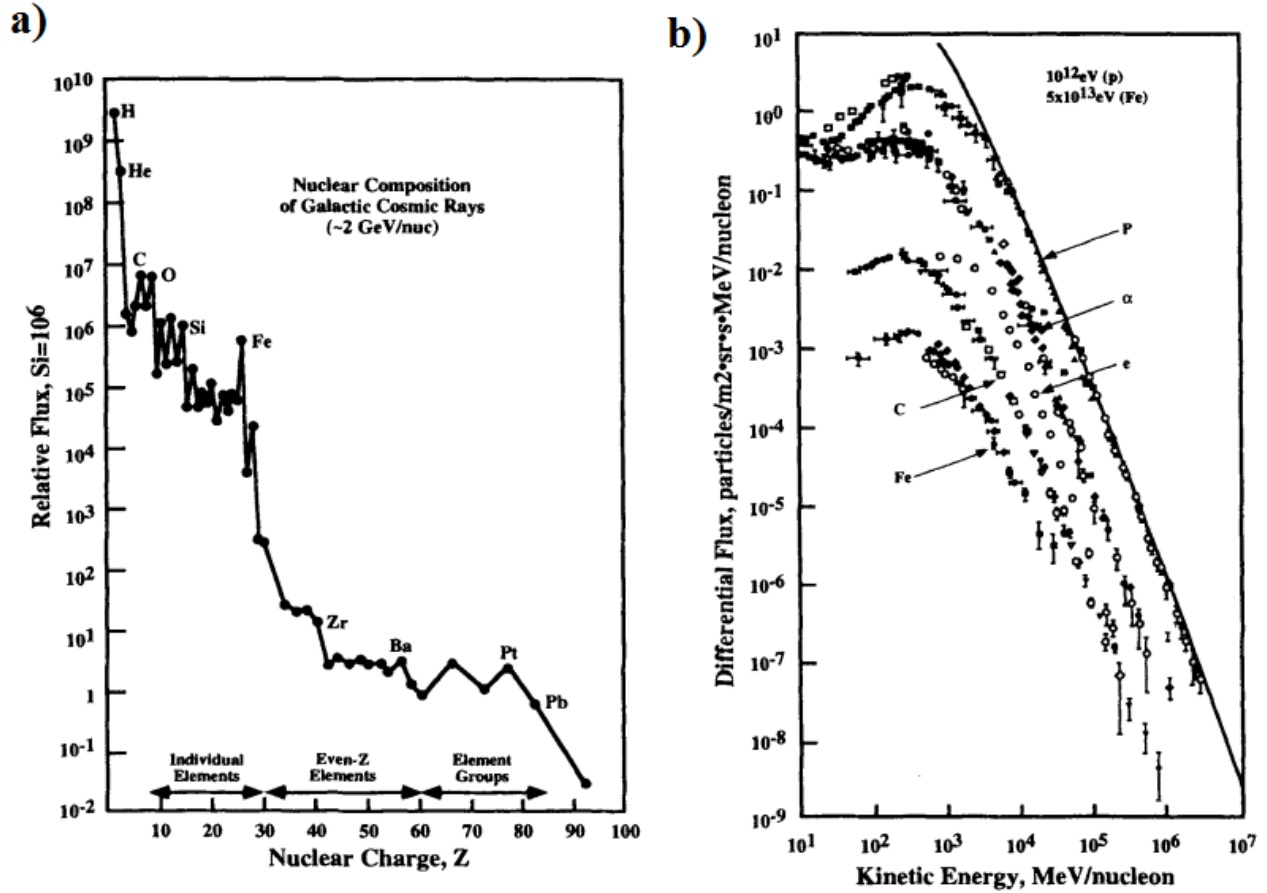 a)
10^10
10^9
10^8
10^7
10^6
10^5
10^4
10^3
10^2
10^1
1
10^-1
10^-2
Relative Flux, Si=10^6
H
He
C
O
Si
Fe
Zr
Ba
Pt
Pb
Nuclear Composition
of Galactic Cosmic Rays
(~2 GeV/nuc)
Individual
Elements
Even-Z
Elements
Element
Groups
10 20 30 40 50 60 70 80 90 100
Nuclear Charge, Z
b)
10^1
10^0
10^-1
10^-2
10^-3
10^-4
10^-5
10^-6
10^-7
10^-8
10^-9
Differential Flux, particles/m2•sr•s•MeV/nucleon
10^12eV (p)
5x10^13eV (Fe)
P
α
e
C
Fe
10^1 10^2 10^3 10^4 10^5 10^6 10^7
Kinetic Energy, MeV/nucleon